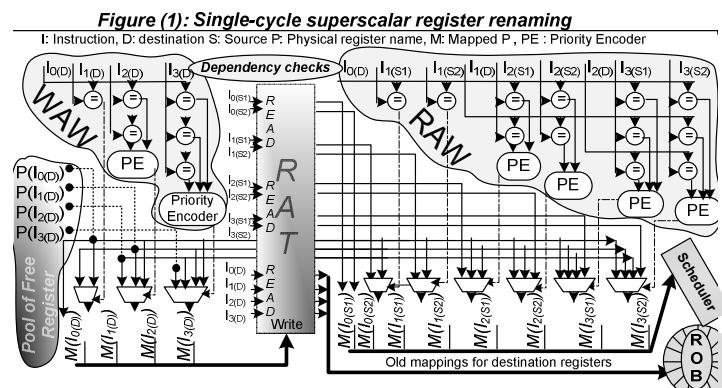 Figure (1): Single-cycle superscalar register renaming
I: Instruction, D: destination S: Source P: Physical register name, M: Mapped P , PE : Priority Encoder
I0(D) I1(D) I2(D) I3(D)
Dependency checks
I0(D) I1(S1) I1(S2) I2(S1) I2(S2) I2(D) I3(S1) I3(S2)
WAW
= = =
= =
=
PE
Priority Encoder
RAW
= = = = = =
= = = =
= =
PE PE PE PE
I0(S1)
I0(S2)
I1(S1)
I1(S2)
I2(S1)
I2(S2)
I3(S1)
I3(S2)
READ
READ
RAT
P(I0(D))
P(I1(D))
P(I2(D))
P(I3(D))
Pool of Free Register
I0(D)
I1(D)
I2(D)
I3(D)
READ
Write
M(I0(D)) M(I1(D)) M(I2(D)) M(I3(D))
M(I0(S1)) M(I0(S2)) M(I1(S1)) M(I1(S2)) M(I2(S1)) M(I2(S2)) M(I3(S1)) M(I3(S2))
Old mappings for destination registers
Scheduler
ROB